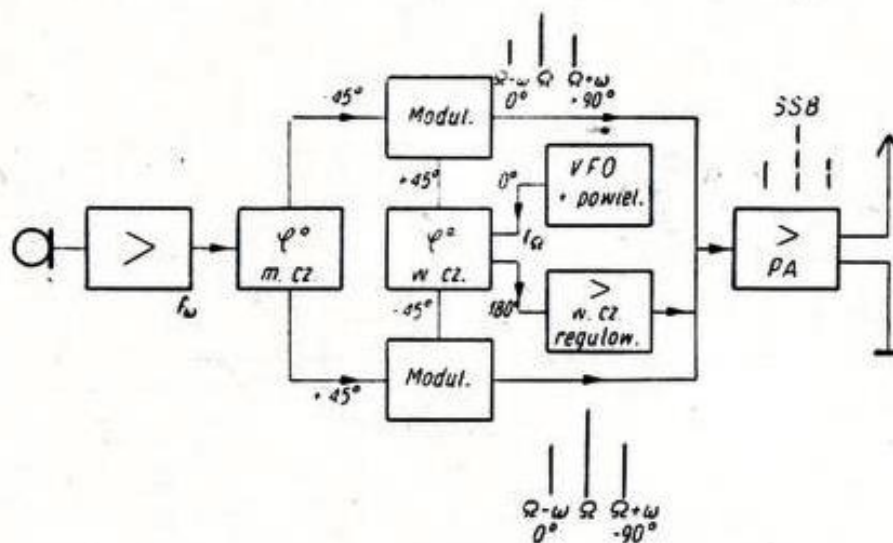 Ω-ω Ω Ω+ω
0° +90°
-45°
Modul.
SSB
+45°
0°
VFO
+ powiel.
>
fω
φ°
m. cz.
φ°
w. cz.
fΩ
>
PA
-45°
180°
>
w. cz.
regulow.
+45°
Modul.
Ω-ω Ω Ω+ω
0° -90°